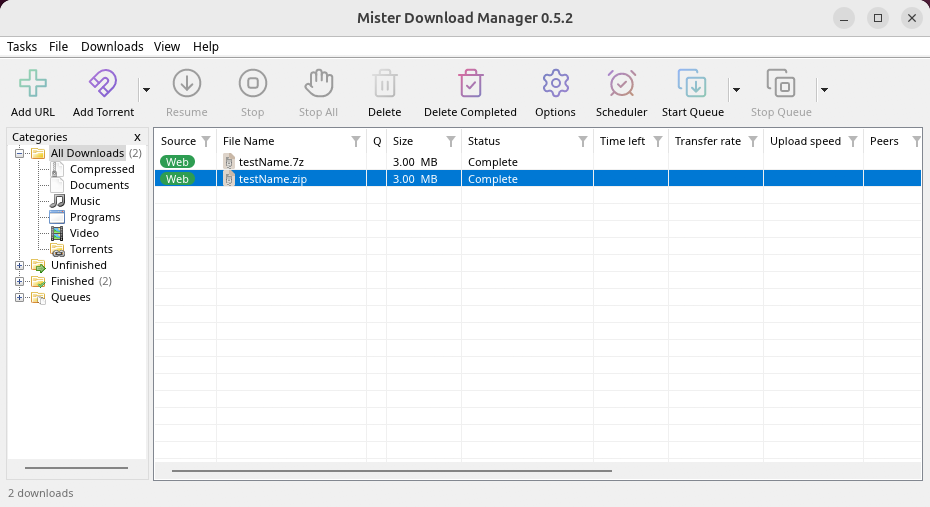 Mister Download Manager 0.5.2
Tasks File Downloads View Help
Add URL Add Torrent Resume Stop Stop All Delete Delete Completed Options Scheduler Start Queue Stop Queue
Categories X
Source File Name Q Size Status Time left Transfer rate Upload speed Peers
All Downloads (2)
Web testName.7z 3.00 MB Complete
Compressed
Web testName.zip 3.00 MB Complete
Documents
Music
Programs
Video
Torrents
Unfinished
Finished (2)
Queues
2 downloads